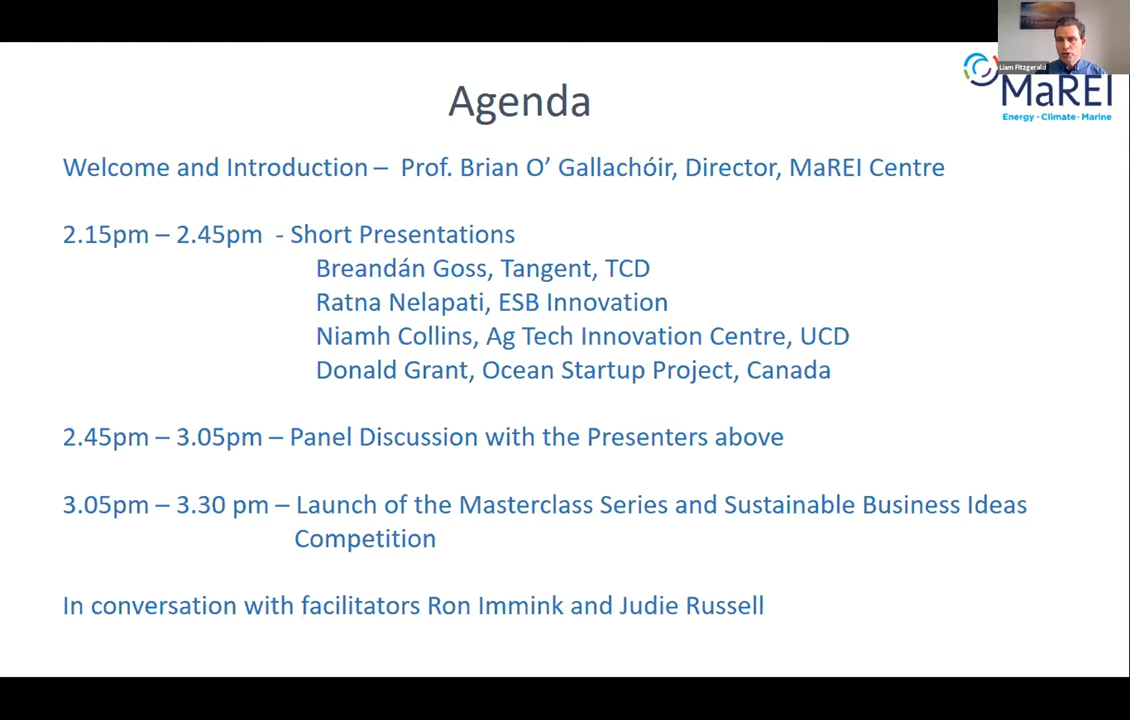 Liam Fitzgerald
MaREI
Energy · Climate · Marine
Agenda
Welcome and Introduction – Prof. Brian O’ Gallachóir, Director, MaREI Centre
2.15pm – 2.45pm - Short Presentations
Breandán Goss, Tangent, TCD
Ratna Nelapati, ESB Innovation
Niamh Collins, Ag Tech Innovation Centre, UCD
Donald Grant, Ocean Startup Project, Canada
2.45pm – 3.05pm – Panel Discussion with the Presenters above
3.05pm – 3.30 pm – Launch of the Masterclass Series and Sustainable Business Ideas
Competition
In conversation with facilitators Ron Immink and Judie Russell